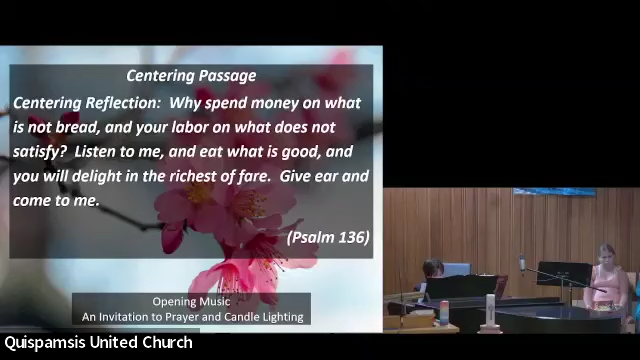 Centering Passage
Centering Reflection:  Why spend money on what
is not bread, and your labor on what does not
satisfy?  Listen to me, and eat what is good, and
you will delight in the richest of fare.  Give ear and
come to me.
(Psalm 136)
Opening Music
An Invitation to Prayer and Candle Lighting
Quispamsis United Church